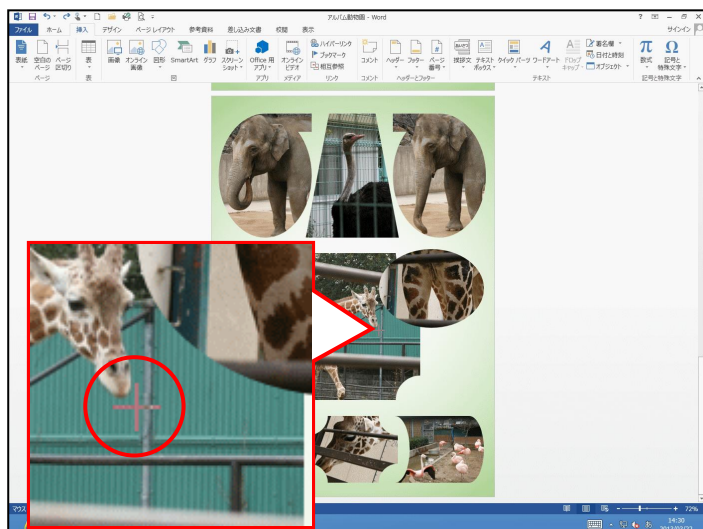 アルバム動物園 - Word
ファイル ホーム 挿入 デザイン ページ レイアウト 参考資料 差し込み文書 校閲 表示
サインイン
表紙 空白のページ ページ区切り
表
画像 オンライン画像 図形 SmartArt グラフ スクリーンショット
Office 用アプリ
オンラインビデオ
ハイパーリンク
ブックマーク
相互参照
コメント
ヘッダー フッター ページ番号
挨拶文 テキストボックス クイック パーツ ワードアート ドロップキャップ
署名欄
日付と時刻
オブジェクト
数式 記号と特殊文字
ページ 表 図 アプリ メディア リンク コメント ヘッダーとフッター テキスト 記号と特殊文字
マウス
72%
14:30